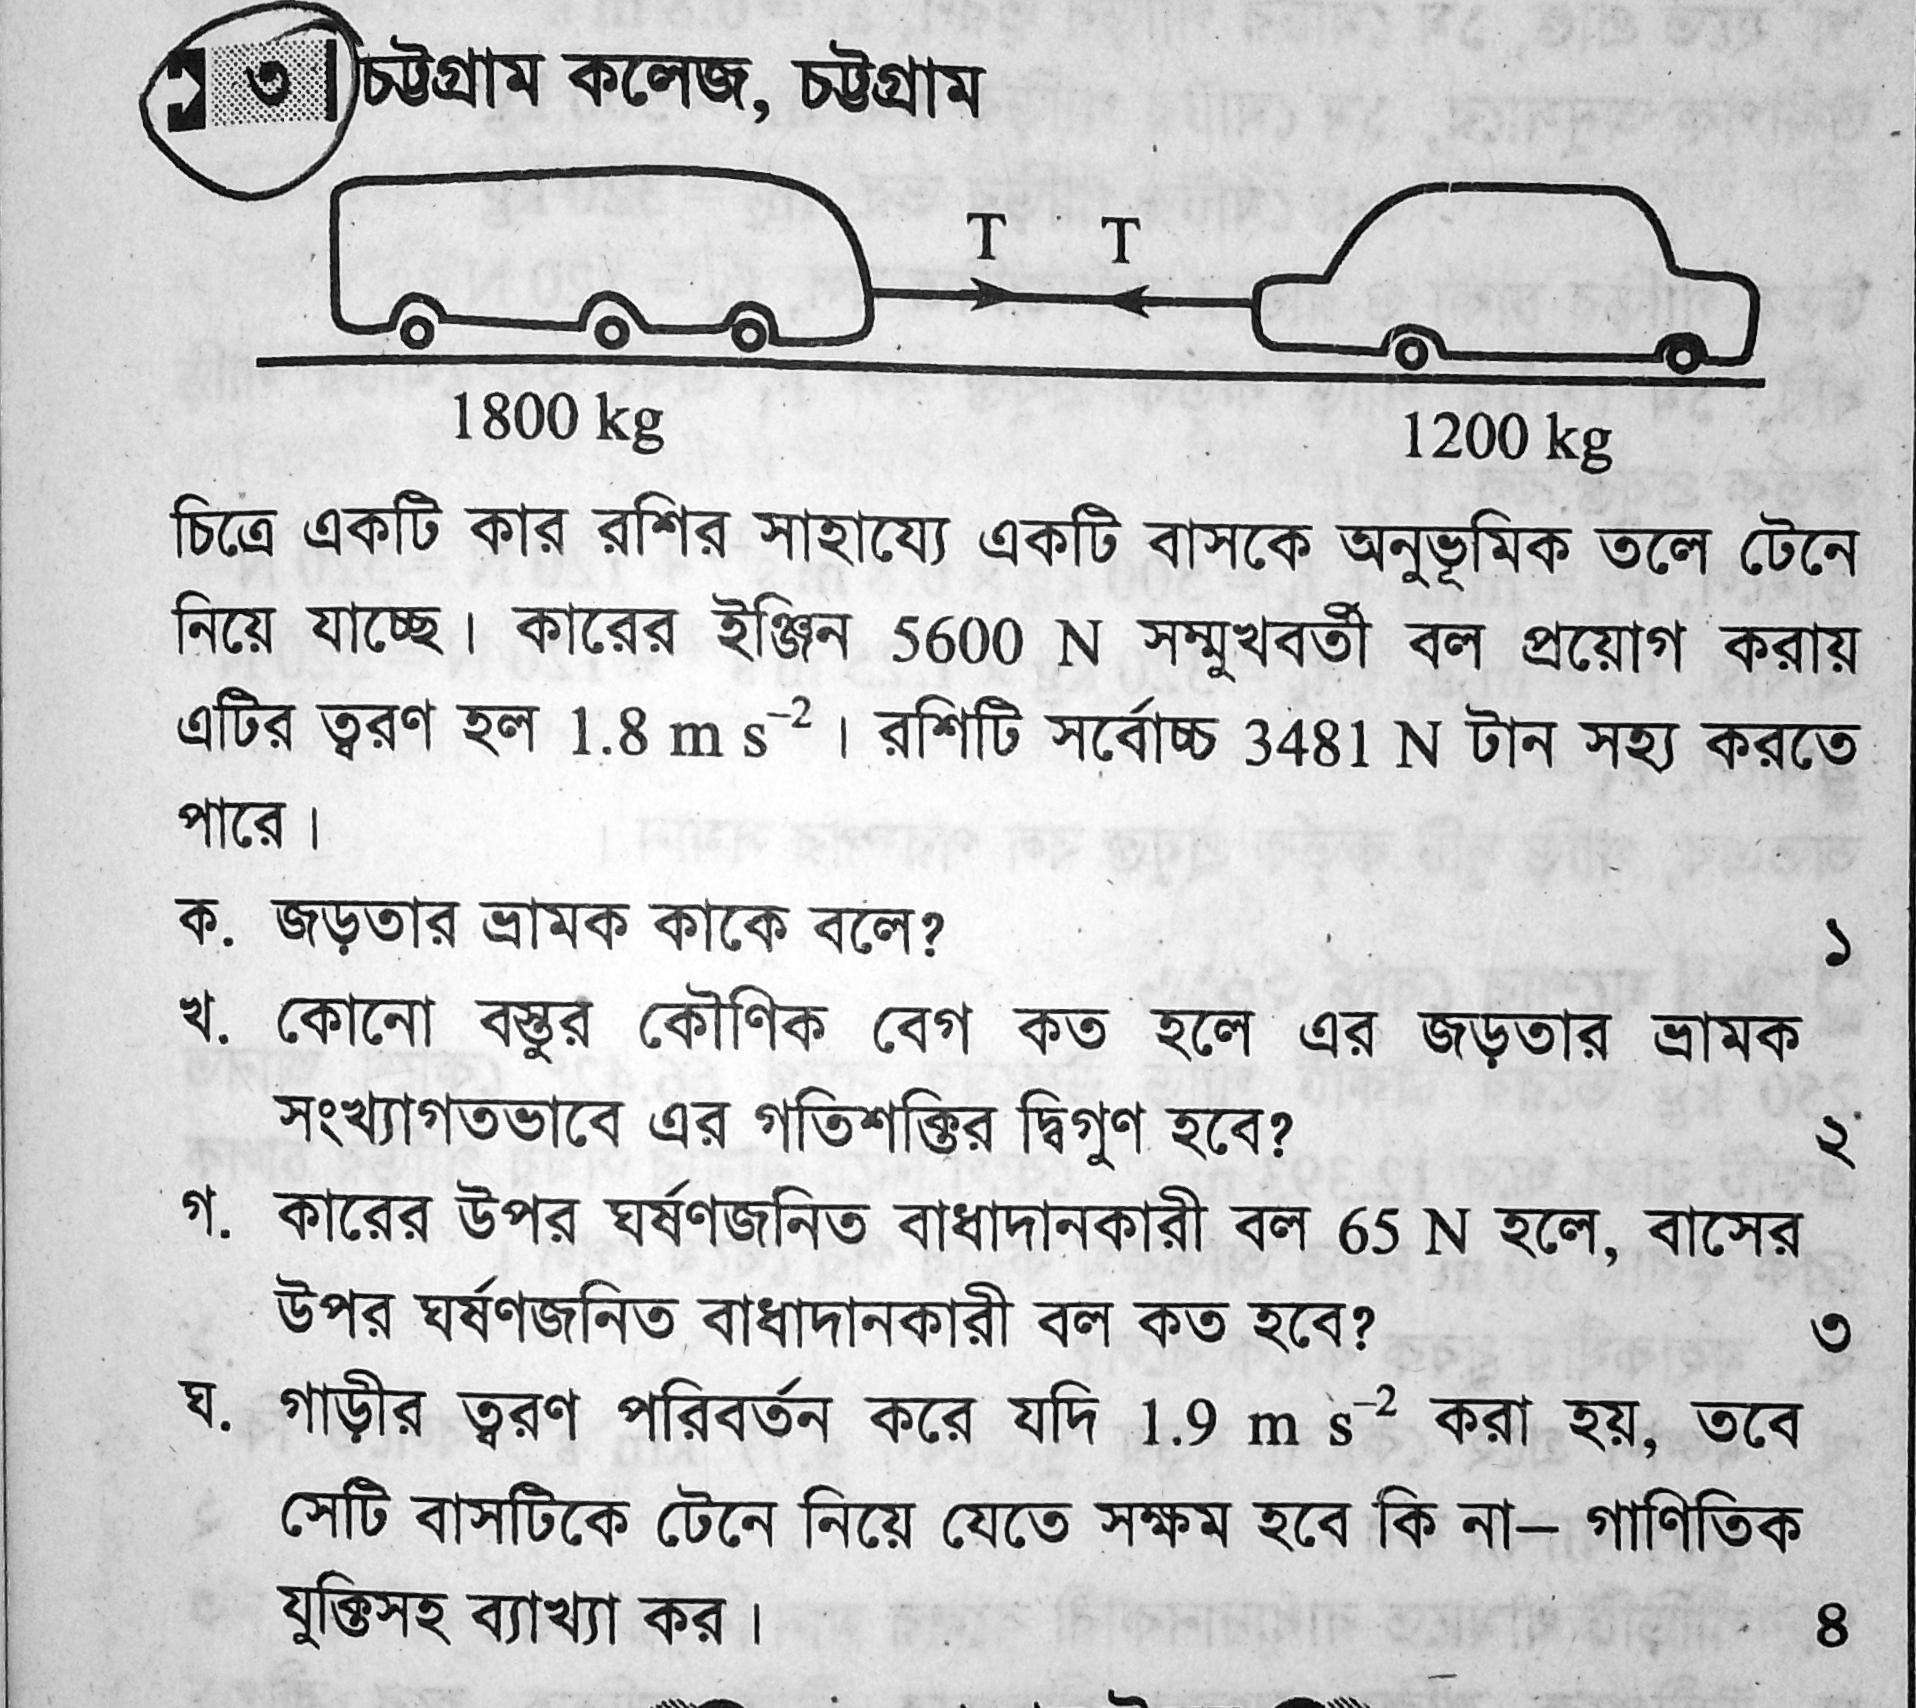 ৩ চট্টগ্রাম কলেজ, চট্টগ্রাম
T T
1800 kg
1200 kg
চিত্রে একটি কার রশির সাহায্যে একটি বাসকে অনুভূমিক তলে টেনে
নিয়ে যাচ্ছে। কারের ইঞ্জিন 5600 N সম্মুখবর্তী বল প্রয়োগ করায়
এটির ত্বরণ হল 1.8 m s⁻²। রশিটি সর্বোচ্চ 3481 N টান সহ্য করতে
পারে।
ক. জড়তার ভ্রামক কাকে বলে? ১
খ. কোনো বস্তুর কৌণিক বেগ কত হলে এর জড়তার ভ্রামক
সংখ্যাগতভাবে এর গতিশক্তির দ্বিগুণ হবে? ২
গ. কারের উপর ঘর্ষণজনিত বাধাদানকারী বল 65 N হলে, বাসের
উপর ঘর্ষণজনিত বাধাদানকারী বল কত হবে? ৩
ঘ. গাড়ীর ত্বরণ পরিবর্তন করে যদি 1.9 m s⁻² করা হয়, তবে
সেটি বাসটিকে টেনে নিয়ে যেতে সক্ষম হবে কি না— গাণিতিক
যুক্তিসহ ব্যাখ্যা কর। ৪